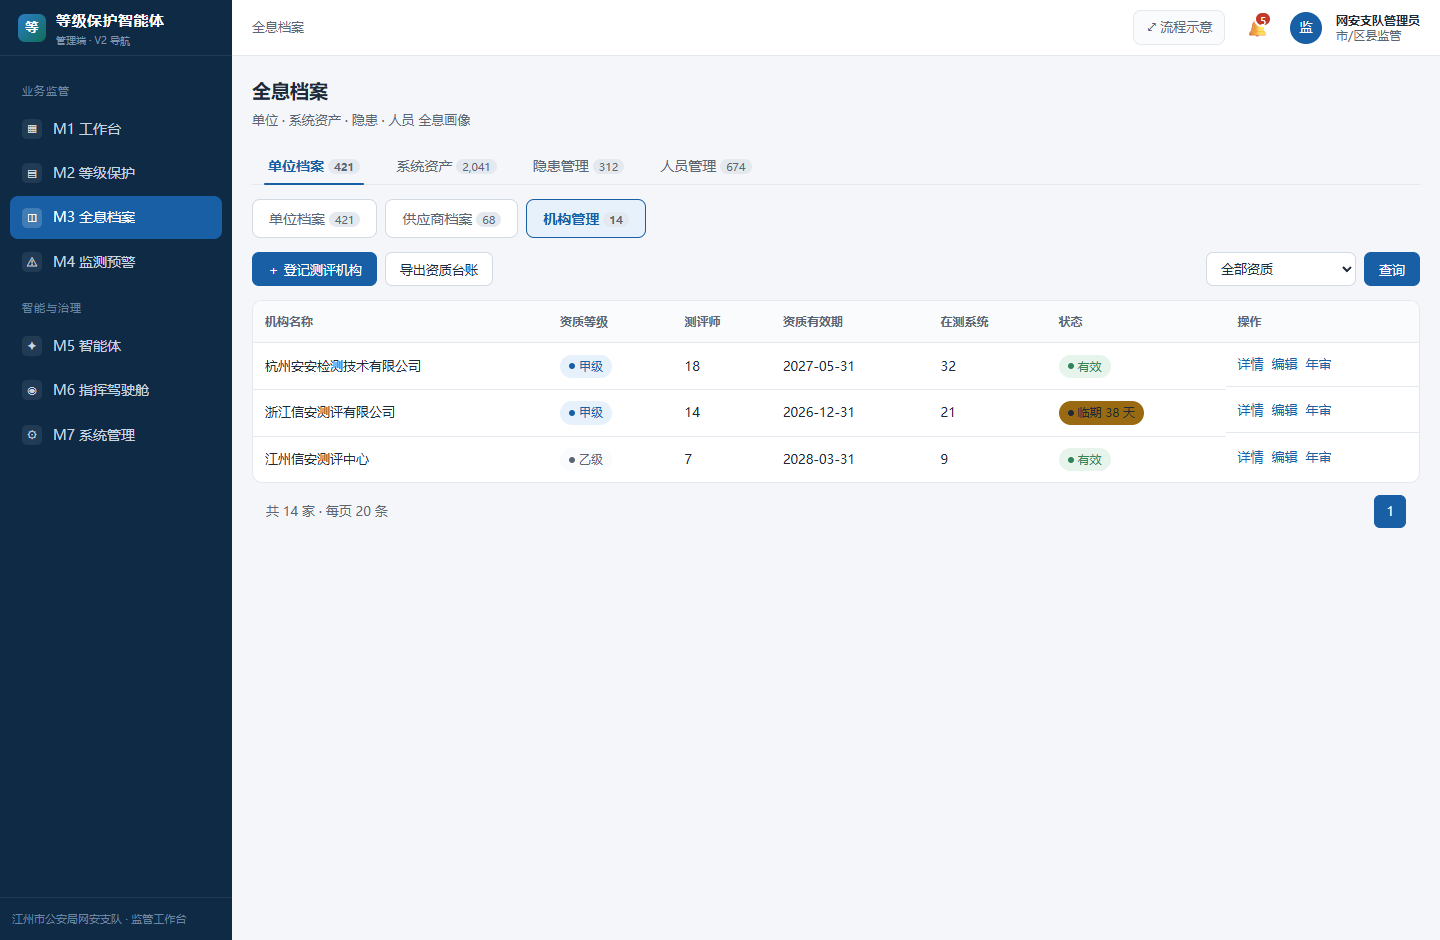 等 等级保护智能体
管理端 · V2 导航
业务监管
M1 工作台
M2 等级保护
M3 全息档案
M4 监测预警
智能与治理
M5 智能体
M6 指挥驾驶舱
M7 系统管理
江州市公安局网安支队 · 监管工作台
全息档案
⤢ 流程示意
5
监
网安支队管理员
市/区县监管
全息档案
单位 · 系统资产 · 隐患 · 人员 全息画像
单位档案 421 系统资产 2,041 隐患管理 312 人员管理 674
单位档案 421 供应商档案 68 机构管理 14
+ 登记测评机构 导出资质台账 全部资质 查询
机构名称 资质等级 测评师 资质有效期 在测系统 状态 操作
杭州安安检测技术有限公司 甲级 18 2027-05-31 32 有效 详情 编辑 年审
浙江信安测评有限公司 甲级 14 2026-12-31 21 临期 38 天 详情 编辑 年审
江州信安测评中心 乙级 7 2028-03-31 9 有效 详情 编辑 年审
共 14 家 · 每页 20 条 1